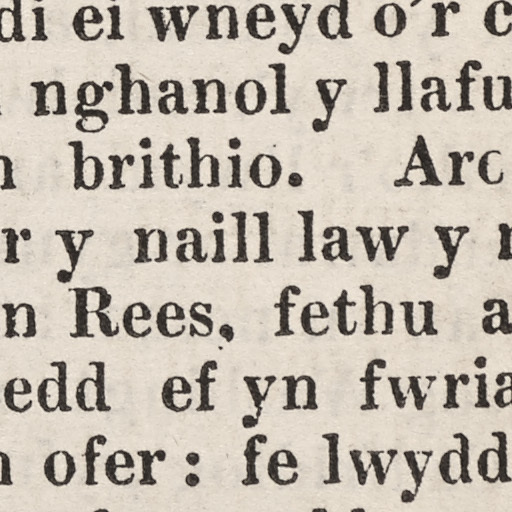 di ei wneyd o'r c
nghanol y llafu
n brithio. Arc
r y naill law y
n Rees, fethu a
edd ef yn fwria
n ofer: fe lwydd